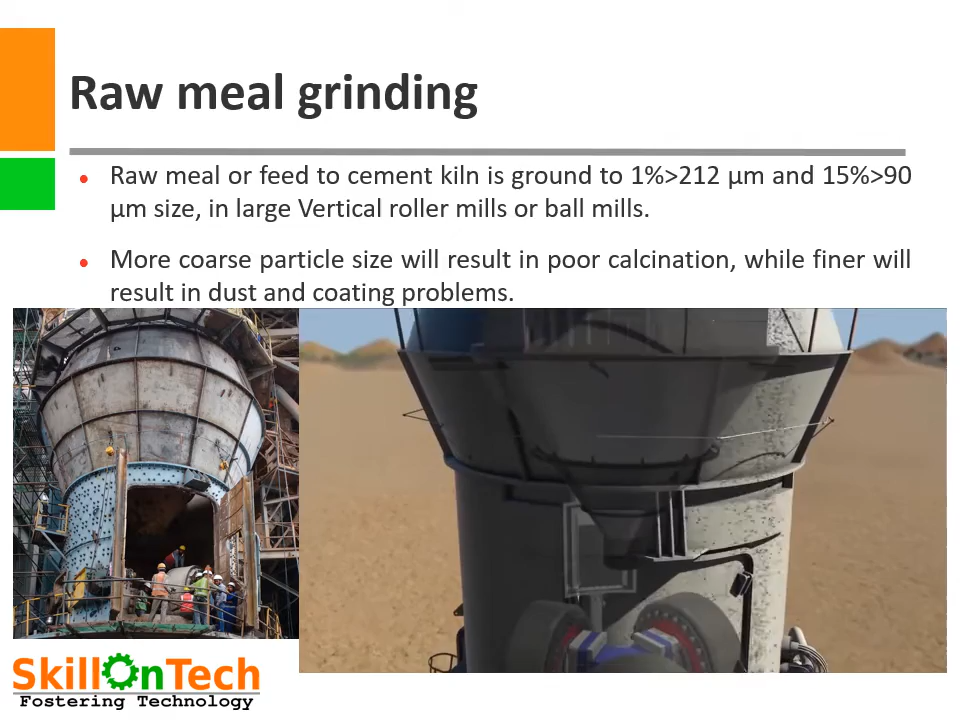 Raw meal grinding
Raw meal or feed to cement kiln is ground to 1%>212 µm and 15%>90
µm size, in large Vertical roller mills or ball mills.
More coarse particle size will result in poor calcination, while finer will
result in dust and coating problems.
SkillOnTech
Fostering Technology